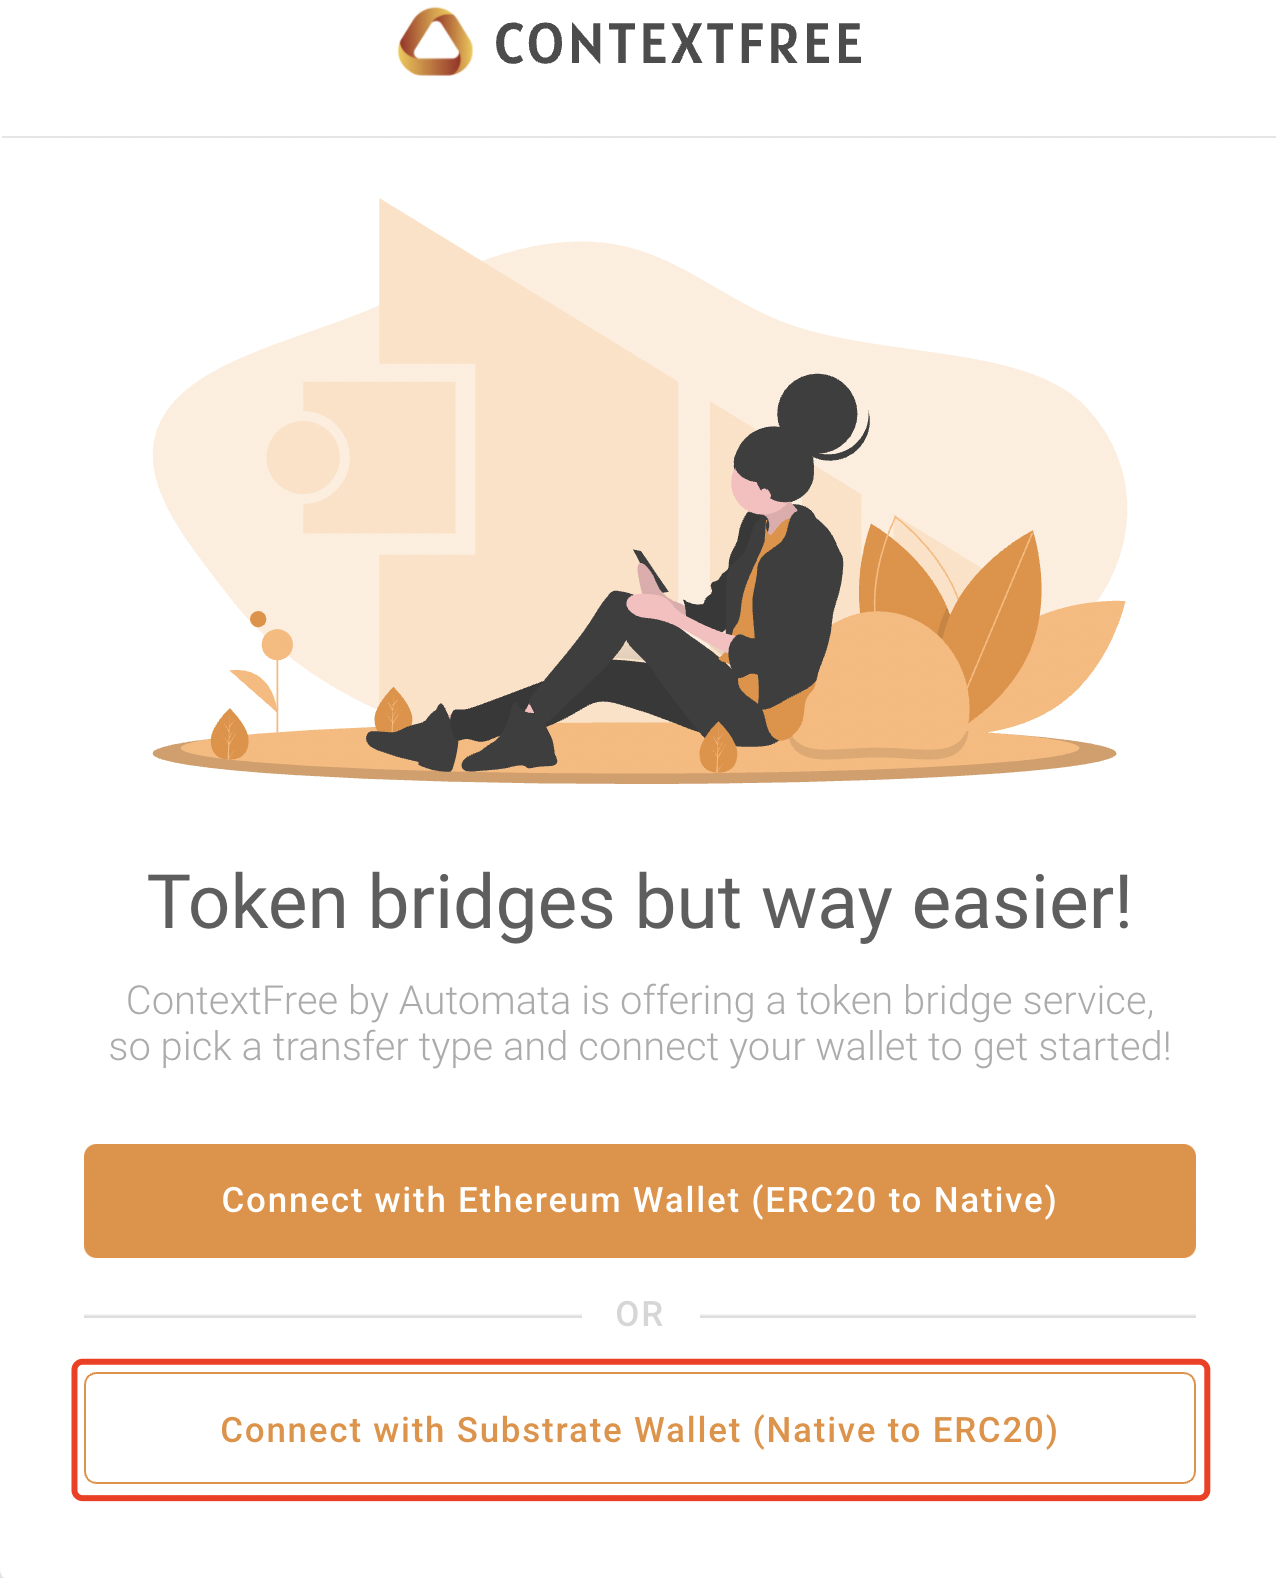 CONTEXTFREE
Token bridges but way easier!
ContextFree by Automata is offering a token bridge service,
so pick a transfer type and connect your wallet to get started!
Connect with Ethereum Wallet (ERC20 to Native)
OR
Connect with Substrate Wallet (Native to ERC20)